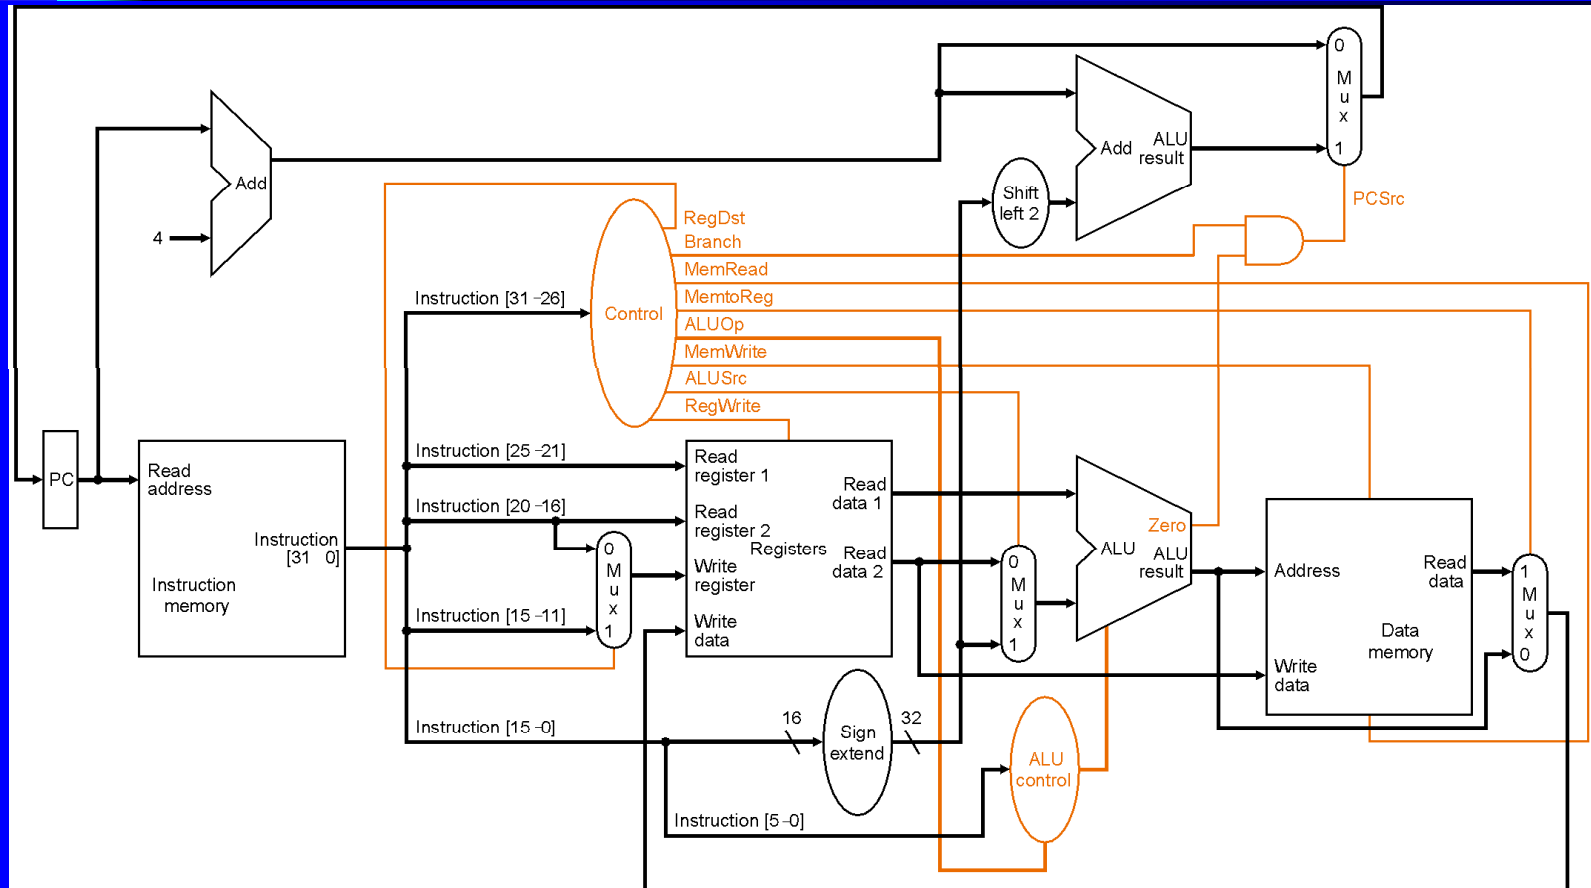 0
M
u
x
1
Add
ALU
result
Add
4
Shift
left 2
PCSrc
RegDst
Branch
MemRead
MemtoReg
ALUOp
MemWrite
ALUSrc
RegWrite
Control
Instruction [31–26]
Instruction [25–21]
Instruction [20–16]
Instruction [15–11]
Instruction [15–0]
Instruction [5–0]
PC
Read
address
Instruction
[31 0]
Instruction
memory
0
M
u
x
1
Read
register 1
Read
register 2
Write
register
Write
data
Registers
Read
data 1
Read
data 2
0
M
u
x
1
Zero
ALU
ALU
result
Address
Write
data
Read
data
Data
memory
1
M
u
x
0
16
Sign
extend
32
ALU
control